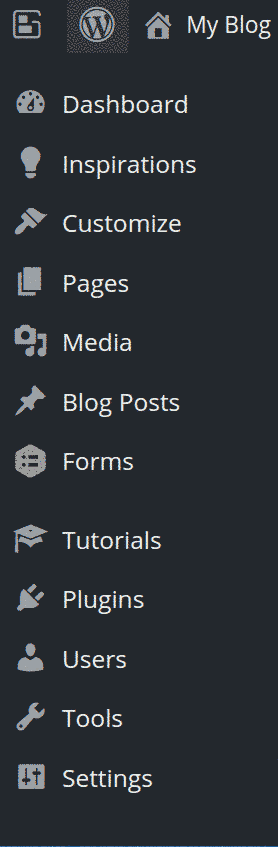 My Blog
Dashboard
Inspirations
Customize
Pages
Media
Blog Posts
Forms
Tutorials
Plugins
Users
Tools
Settings